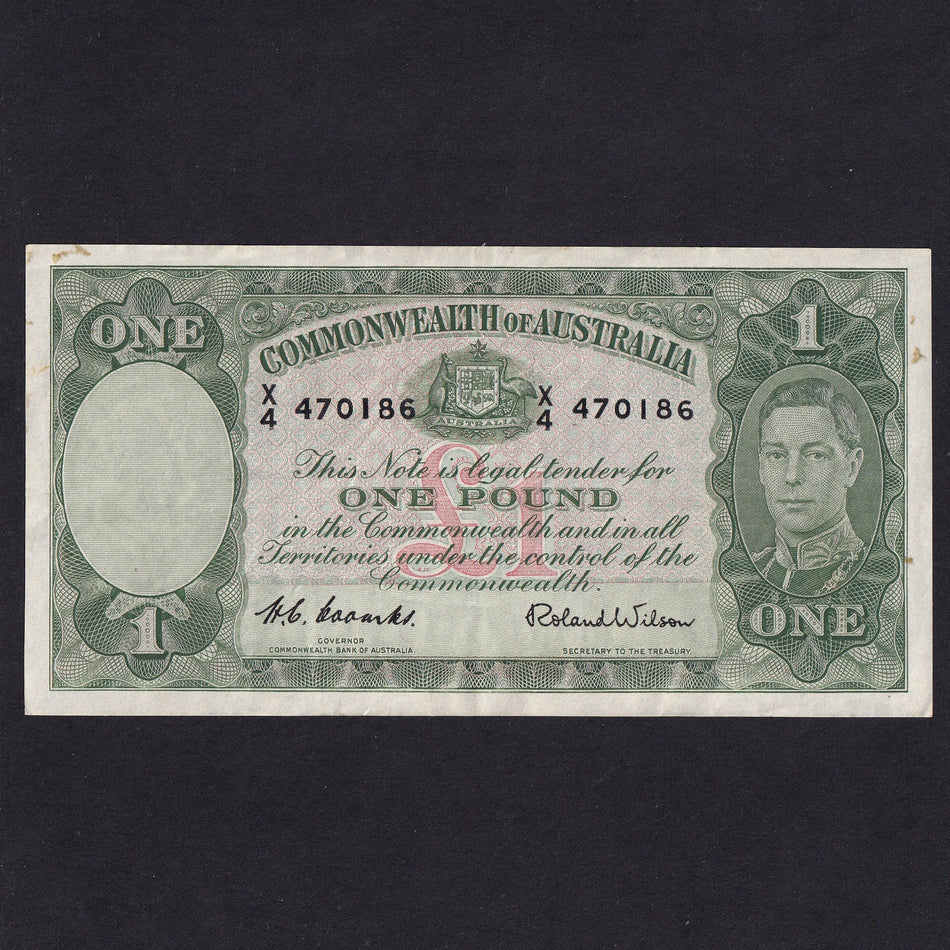 ONE
1
COMMONWEALTH OF AUSTRALIA
AUSTRALIA
X/4 470186
X/4 470186
This Note is legal tender for
ONE POUND
in the Commonwealth and in all
Territories under the control of the
Commonwealth.
£1
H.C. Coombs.
Roland Wilson
GOVERNOR
COMMONWEALTH BANK OF AUSTRALIA
SECRETARY TO THE TREASURY
1
ONE